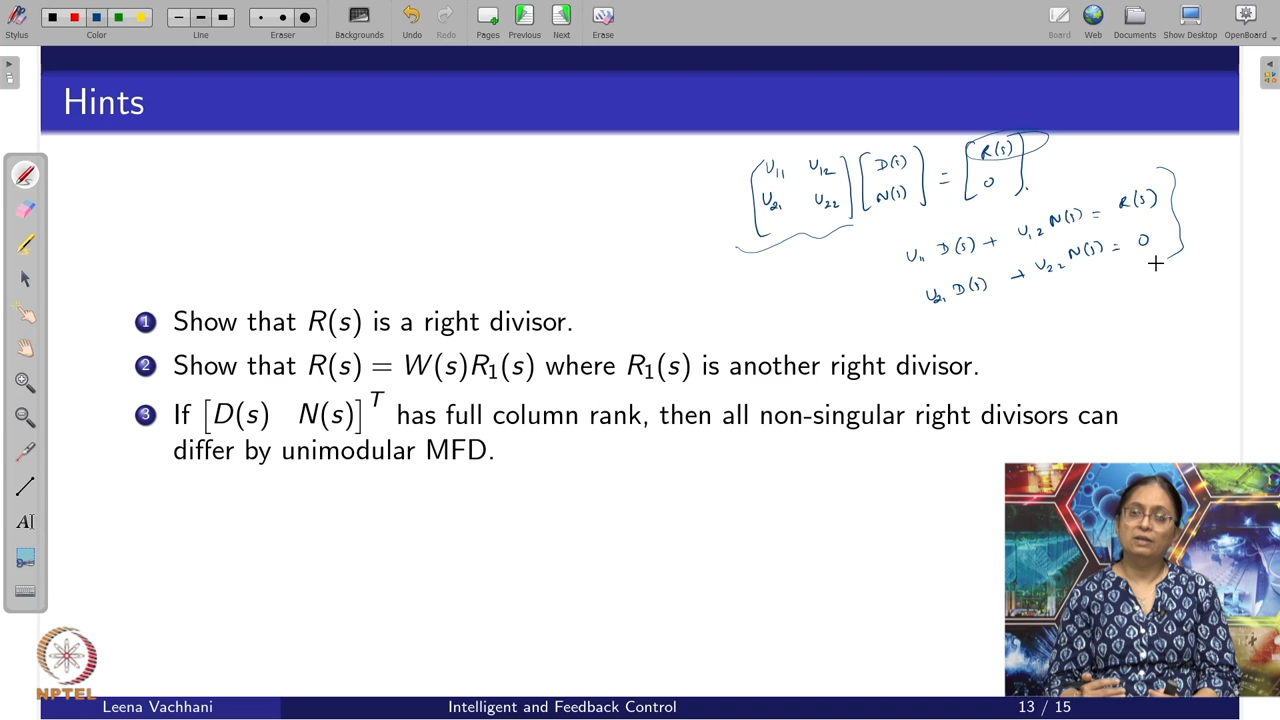 Stylus
Color
Line
Eraser
Backgrounds
Undo
Redo
Pages
Previous
Next
Erase
Board
Web
Documents
Show Desktop
OpenBoard
Hints
[U₁₁ U₁₂ U₂₁ U₂₂] [D(s) N(s)] = [R(s) 0].
U₁₁ D(s) + U₁₂ N(s) = R(s)
U₂₁ D(s) + U₂₂ N(s) = 0
1 Show that R(s) is a right divisor.
2 Show that R(s) = W(s)R₁(s) where R₁(s) is another right divisor.
3 If [D(s) N(s)]ᵀ has full column rank, then all non-singular right divisors can
differ by unimodular MFD.
NPTEL
Leena Vachhani
Intelligent and Feedback Control
13 / 15